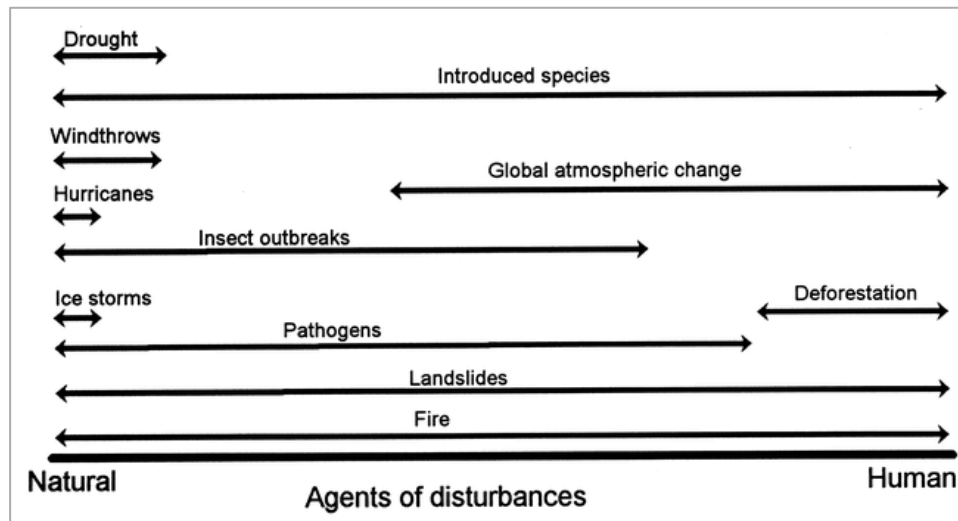 Drought
Introduced species
Windthrows
Global atmospheric change
Hurricanes
Insect outbreaks
Ice storms
Deforestation
Pathogens
Landslides
Fire
Natural
Human
Agents of disturbances